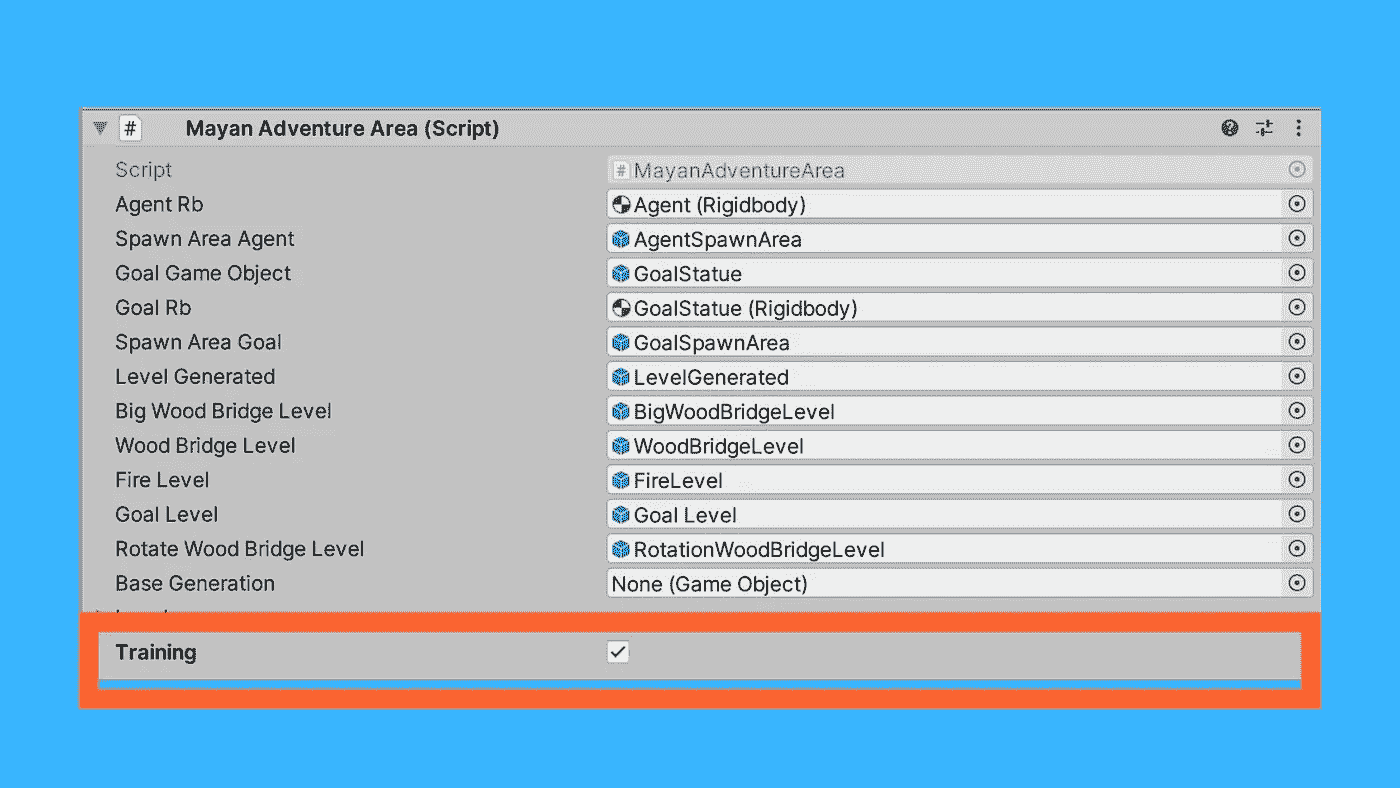 # Mayan Adventure Area (Script)
Script # MayanAdventureArea
Agent Rb Agent (Rigidbody)
Spawn Area Agent AgentSpawnArea
Goal Game Object GoalStatue
Goal Rb GoalStatue (Rigidbody)
Spawn Area Goal GoalSpawnArea
Level Generated LevelGenerated
Big Wood Bridge Level BigWoodBridgeLevel
Wood Bridge Level WoodBridgeLevel
Fire Level FireLevel
Goal Level Goal Level
Rotate Wood Bridge Level RotationWoodBridgeLevel
Base Generation None (Game Object)
Training